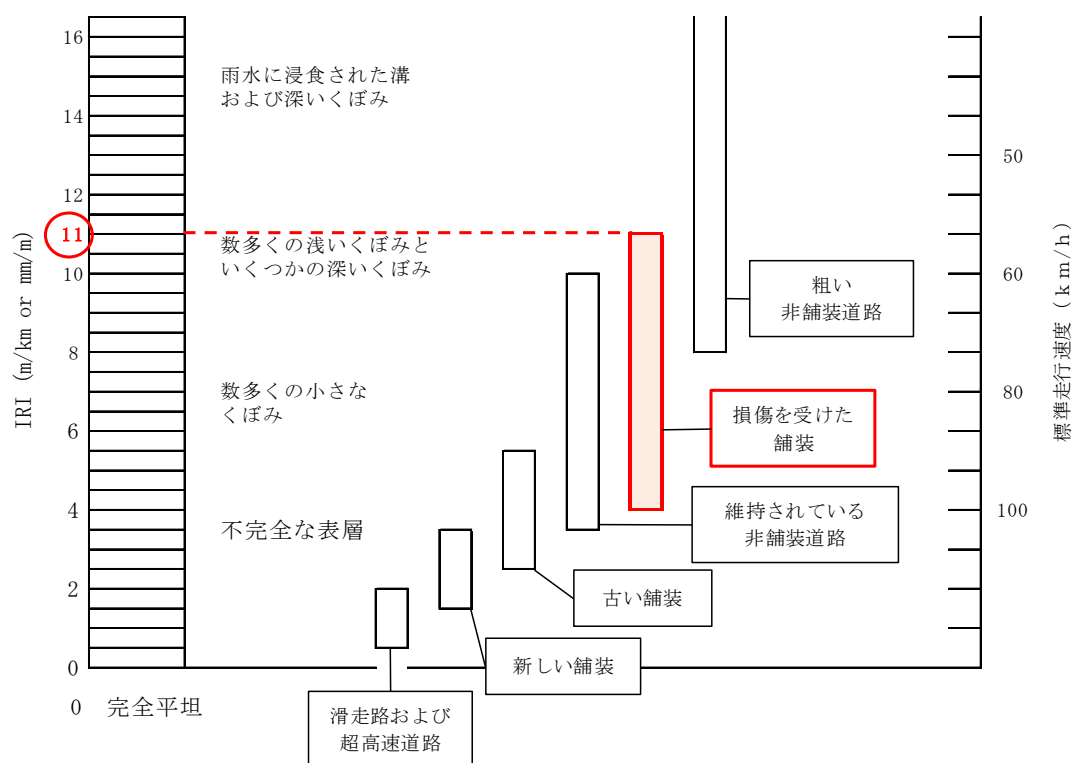 IRI (m/km or mm/m)
16
14
12
11
10
8
6
4
2
0
0 完全平坦
雨水に浸食された溝
および深いくぼみ
数多くの浅いくぼみと
いくつかの深いくぼみ
数多くの小さな
くぼみ
不完全な表層
粗い
非舗装道路
損傷を受けた
舗装
維持されている
非舗装道路
古い舗装
新しい舗装
滑走路および
超高速道路
50
60
80
100
標準走行速度(km/h)